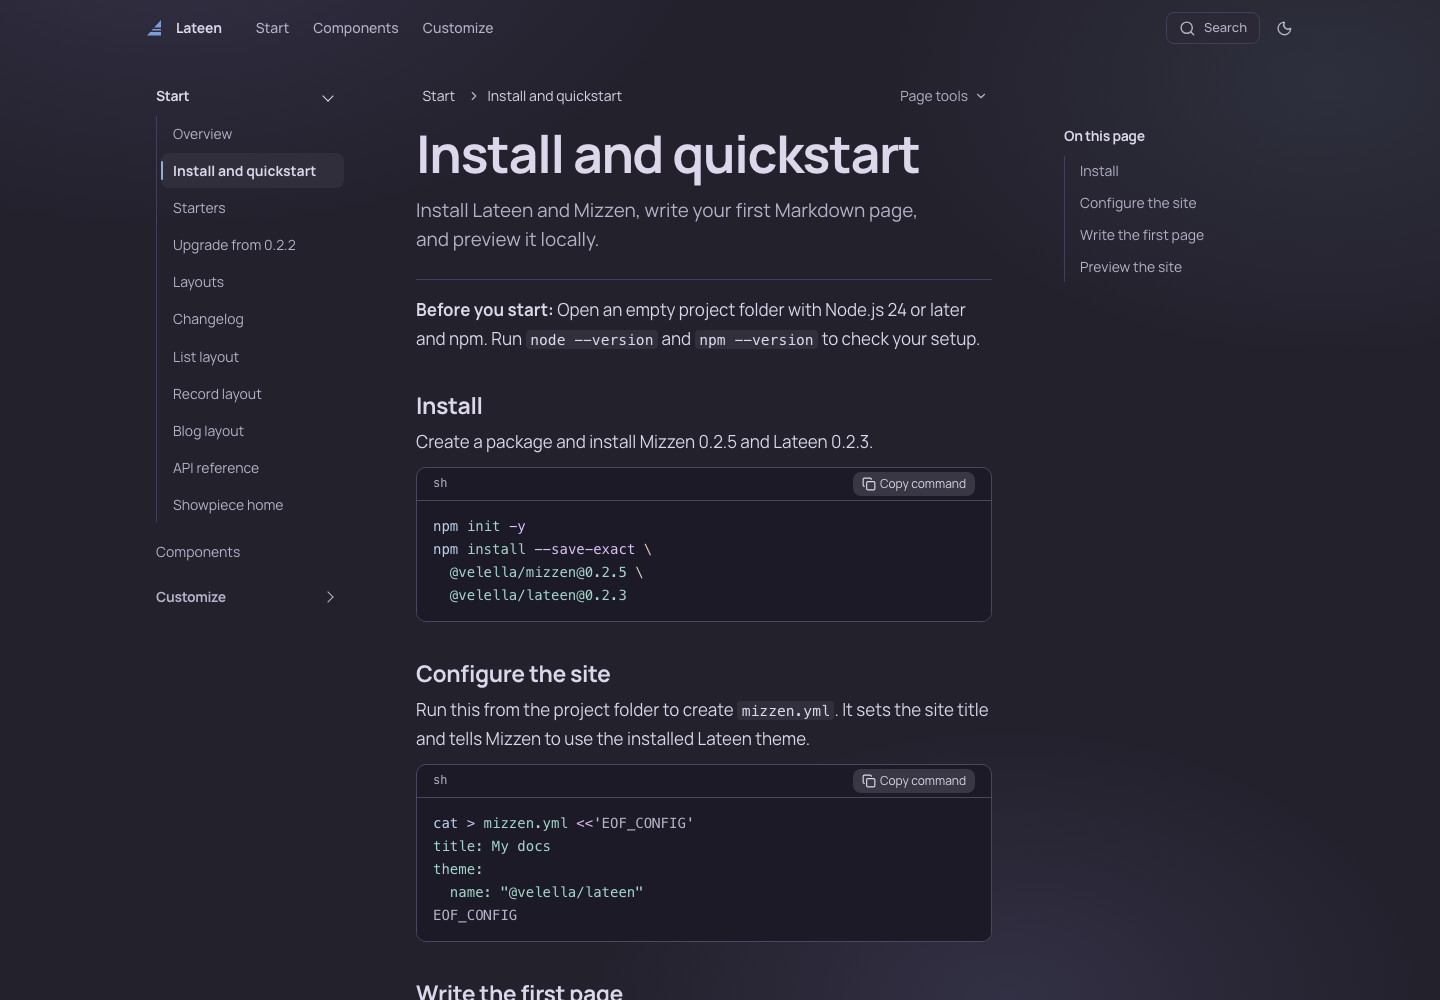 Lateen
Start
Components
Customize
Search
Start
Overview
Install and quickstart
Starters
Upgrade from 0.2.2
Layouts
Changelog
List layout
Record layout
Blog layout
API reference
Showpiece home
Components
Customize
Start > Install and quickstart
Page tools
Install and quickstart
Install Lateen and Mizzen, write your first Markdown page,
and preview it locally.
Before you start: Open an empty project folder with Node.js 24 or later
and npm. Run node --version and npm --version to check your setup.
Install
Create a package and install Mizzen 0.2.5 and Lateen 0.2.3.
sh
Copy command
npm init -y
npm install --save-exact \
  @velella/mizzen@0.2.5 \
  @velella/lateen@0.2.3
Configure the site
Run this from the project folder to create mizzen.yml. It sets the site title
and tells Mizzen to use the installed Lateen theme.
sh
Copy command
cat > mizzen.yml <<'EOF_CONFIG'
title: My docs
theme:
  name: "@velella/lateen"
EOF_CONFIG
Write the first page
On this page
Install
Configure the site
Write the first page
Preview the site